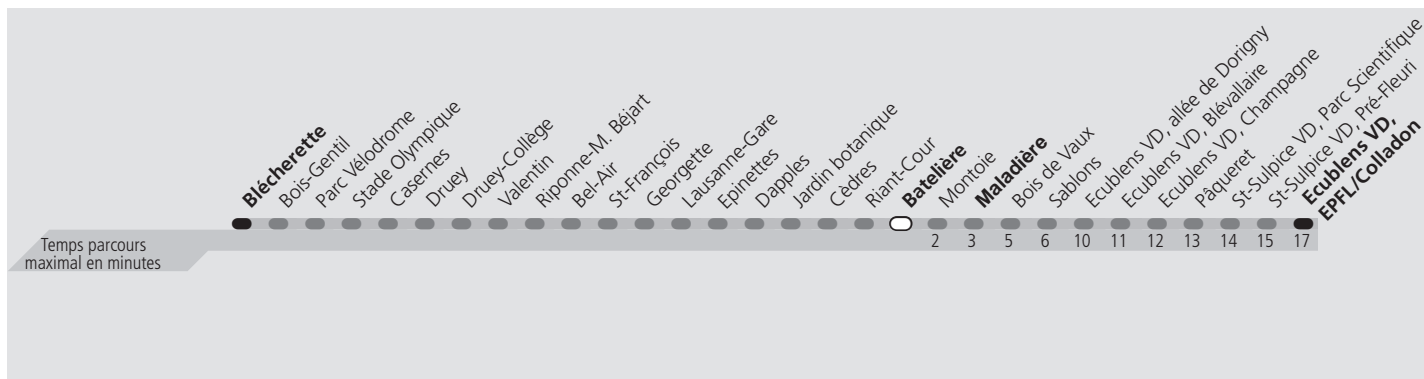 Blécherette
Bois-Gentil
Parc Vélodrome
Stade Olympique
Casernes
Druey
Druey-Collège
Valentin
Riponne-M. Béjart
Bel-Air
St-François
Georgette
Lausanne-Gare
Epinettes
Dapples
Jardin botanique
Cèdres
Riant-Cour
Batelière
Montoie
Maladière
Bois de Vaux
Sablons
Ecublens VD, allée de Dorigny
Ecublens VD, Blévallaire
Ecublens VD, Champagne
Pâqueret
St-Sulpice VD, Parc Scientifique
St-Sulpice VD, Pré-Fleuri
Ecublens VD,
EPFL/Colladon
Temps parcours
maximal en minutes
2 3 5 6 10 11 12 13 14 15 17